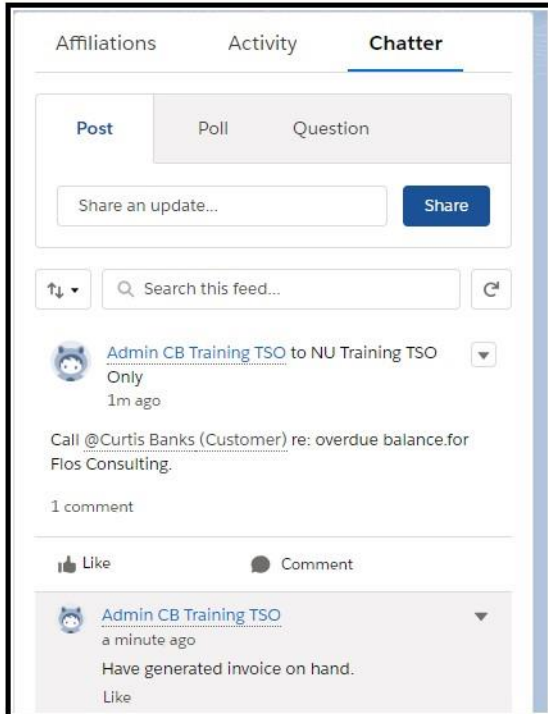 Affiliations Activity Chatter
Post Poll Question
Share an update... Share
Search this feed...
Admin CB Training TSO to NU Training TSO
Only
1m ago
Call @Curtis Banks (Customer) re: overdue balance.for
Flos Consulting.
1 comment
Like Comment
Admin CB Training TSO
a minute ago
Have generated invoice on hand.
Like